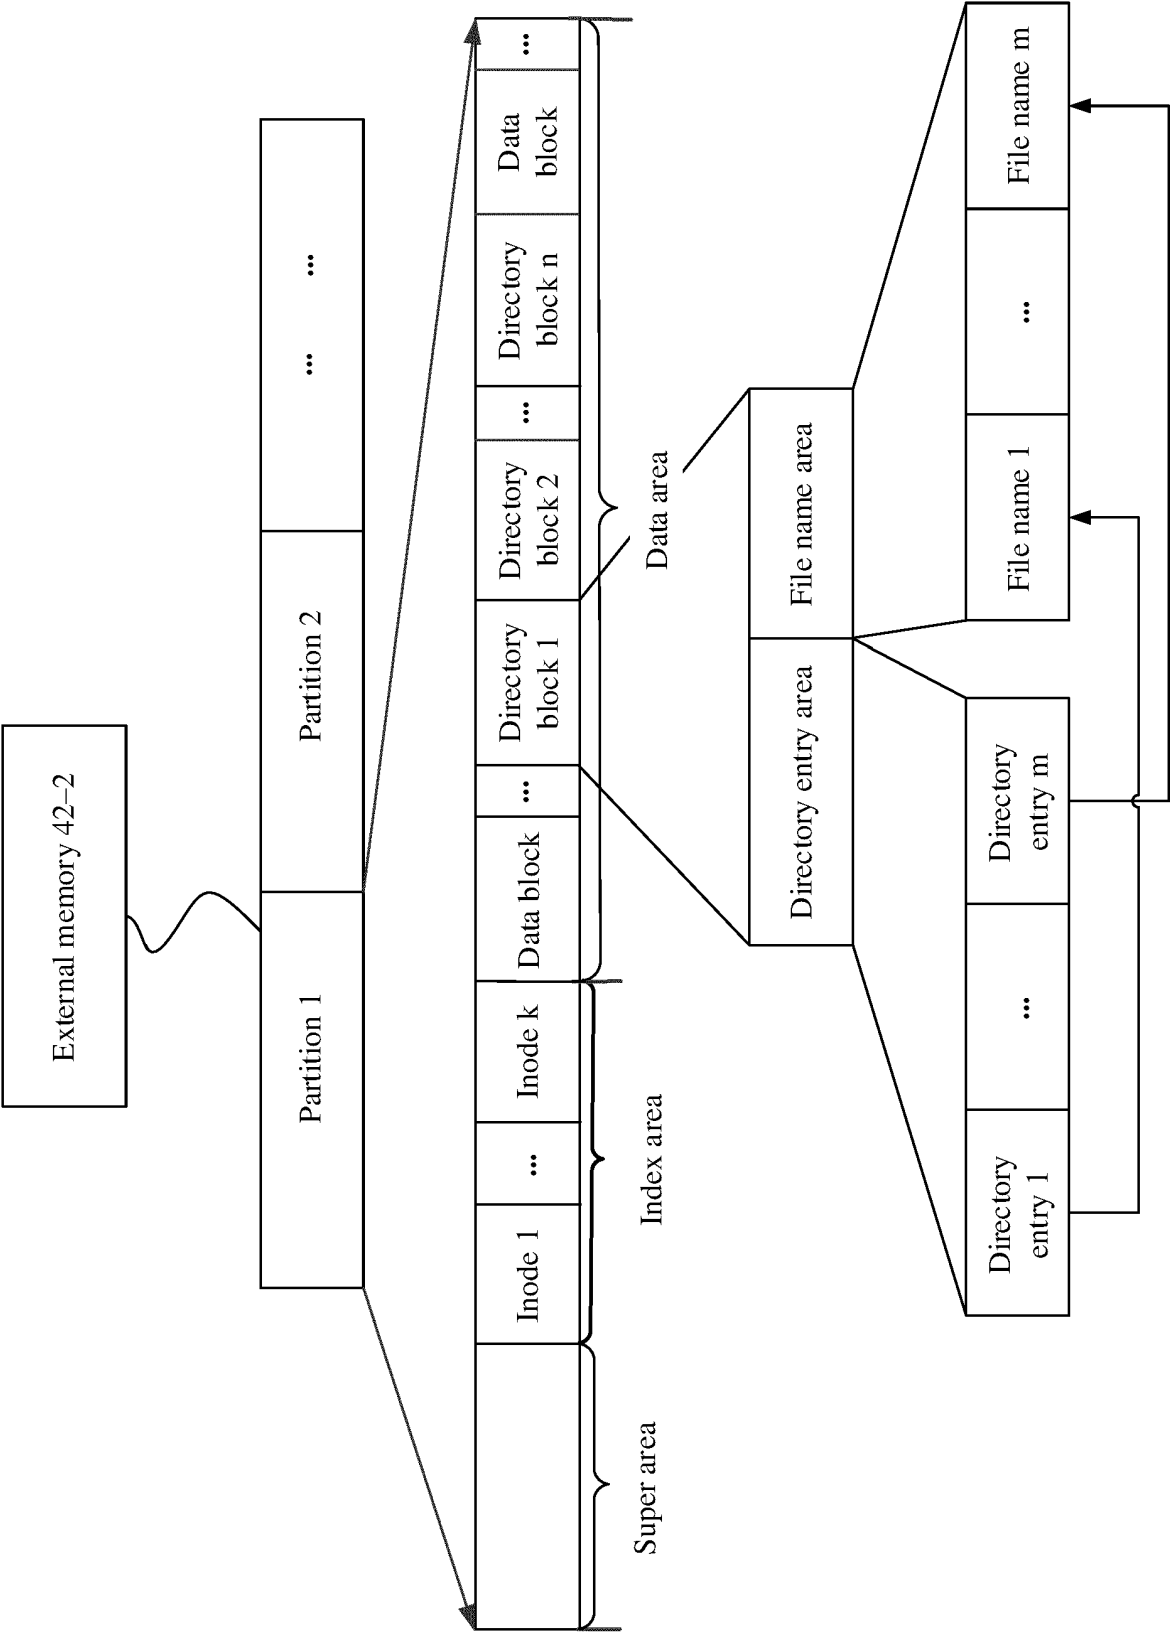 External memory 42–2
Partition 1
Partition 2
...
...
Inode 1
...
Inode k
Data block
...
Directory
block 1
Directory
block 2
...
Directory
block n
Data
block
...
Super area
Index area
Data area
Directory entry area
File name area
Directory
entry 1
...
Directory
entry m
File name 1
...
File name m